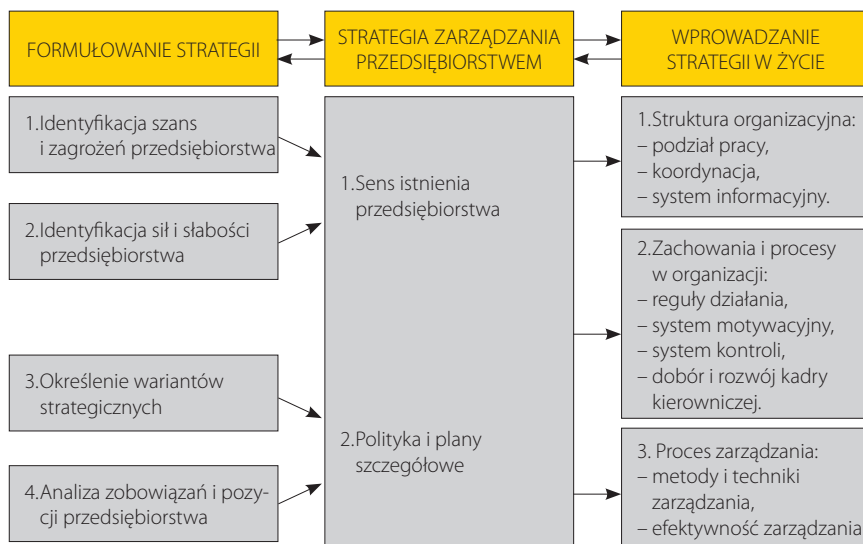 FORMUŁOWANIE STRATEGII
STRATEGIA ZARZĄDZANIA
PRZEDSIĘBIORSTWEM
WPROWADZANIE
STRATEGII W ŻYCIE
1.Identyfikacja szans
i zagrożeń przedsiębiorstwa
2.Identyfikacja sił i słabości
przedsiębiorstwa
3.Określenie wariantów
strategicznych
4.Analiza zobowiązań i pozy-
cji przedsiębiorstwa
1.Sens istnienia
przedsiębiorstwa
2.Polityka i plany
szczegółowe
1.Struktura organizacyjna:
– podział pracy,
– koordynacja,
– system informacyjny.
2.Zachowania i procesy
w organizacji:
– reguły działania,
– system motywacyjny,
– system kontroli,
– dobór i rozwój kadry
kierowniczej.
3. Proces zarządzania:
– metody i techniki
zarządzania,
– efektywność zarządzania